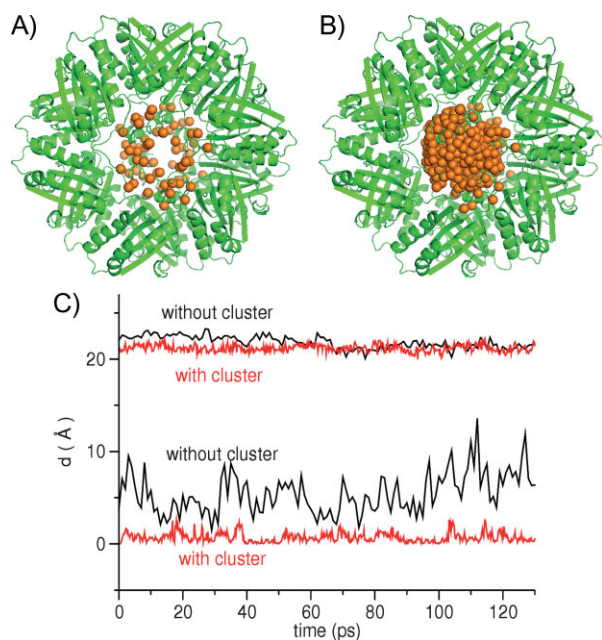 A)
B)
C)
without cluster
with cluster
without cluster
with cluster
d ( Å )
20
10
0
0 20 40 60 80 100 120
time (ps)